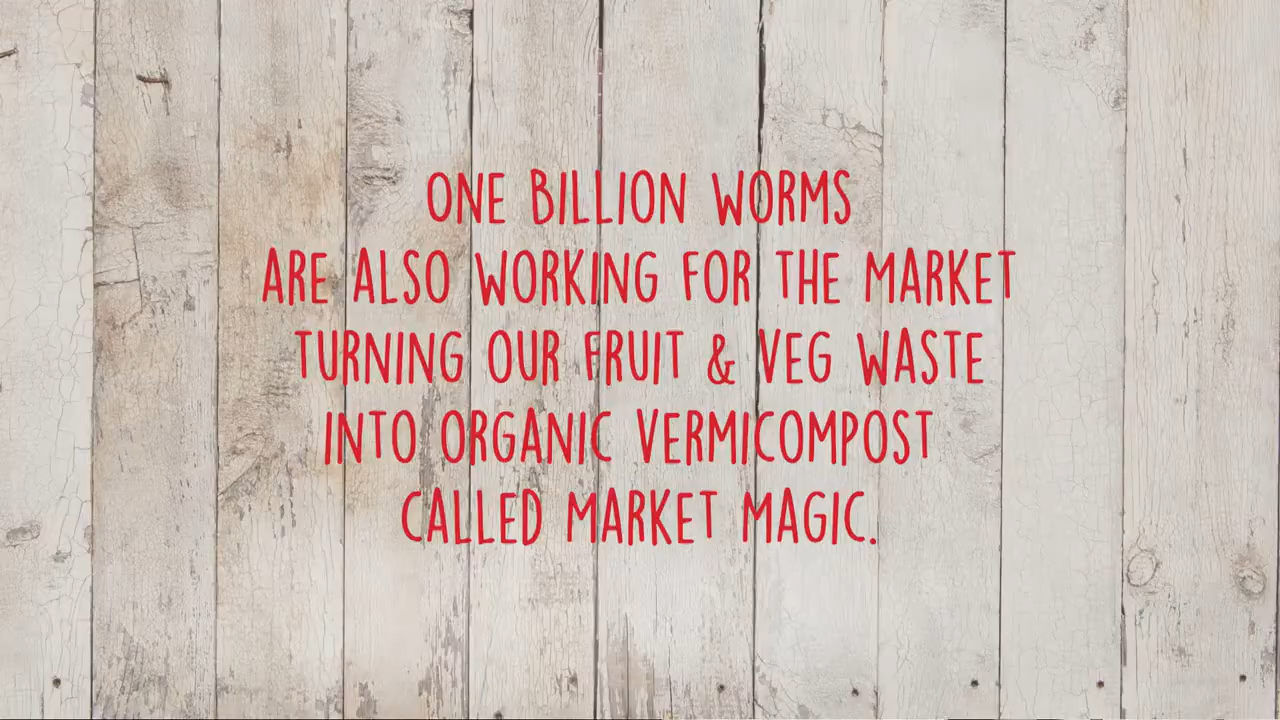 ONE BILLION WORMS
ARE ALSO WORKING FOR THE MARKET
TURNING OUR FRUIT & VEG WASTE
INTO ORGANIC VERMICOMPOST
CALLED MARKET MAGIC.